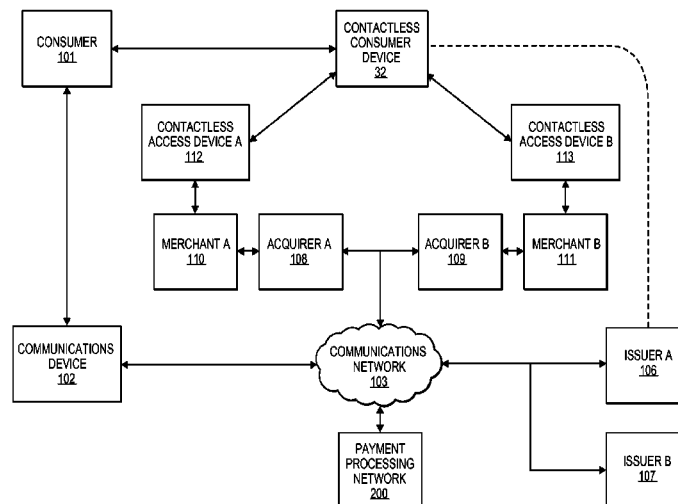 CONSUMER
101
CONTACTLESS
CONSUMER
DEVICE
32
CONTACTLESS
ACCESS DEVICE A
112
CONTACTLESS
ACCESS DEVICE B
113
MERCHANT A
110
ACQUIRER A
108
ACQUIRER B
109
MERCHANT B
111
COMMUNICATIONS
DEVICE
102
COMMUNICATIONS
NETWORK
103
ISSUER A
106
PAYMENT
PROCESSING
NETWORK
200
ISSUER B
107